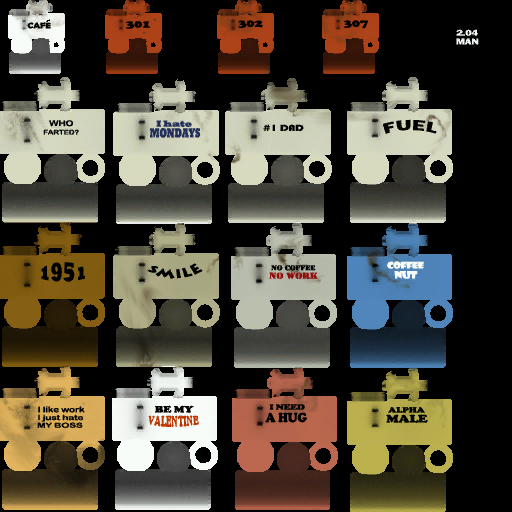 CAFÉ
301
302
307
2.04
MAN
WHO
FARTED?
I hate
MONDAYS
#1 DAD
FUEL
1951
SMILE
NO COFFEE
NO WORK
COFFEE
NUT
I like work
I just hate
MY BOSS
BE MY
VALENTINE
I NEED
A HUG
ALPHA
MALE